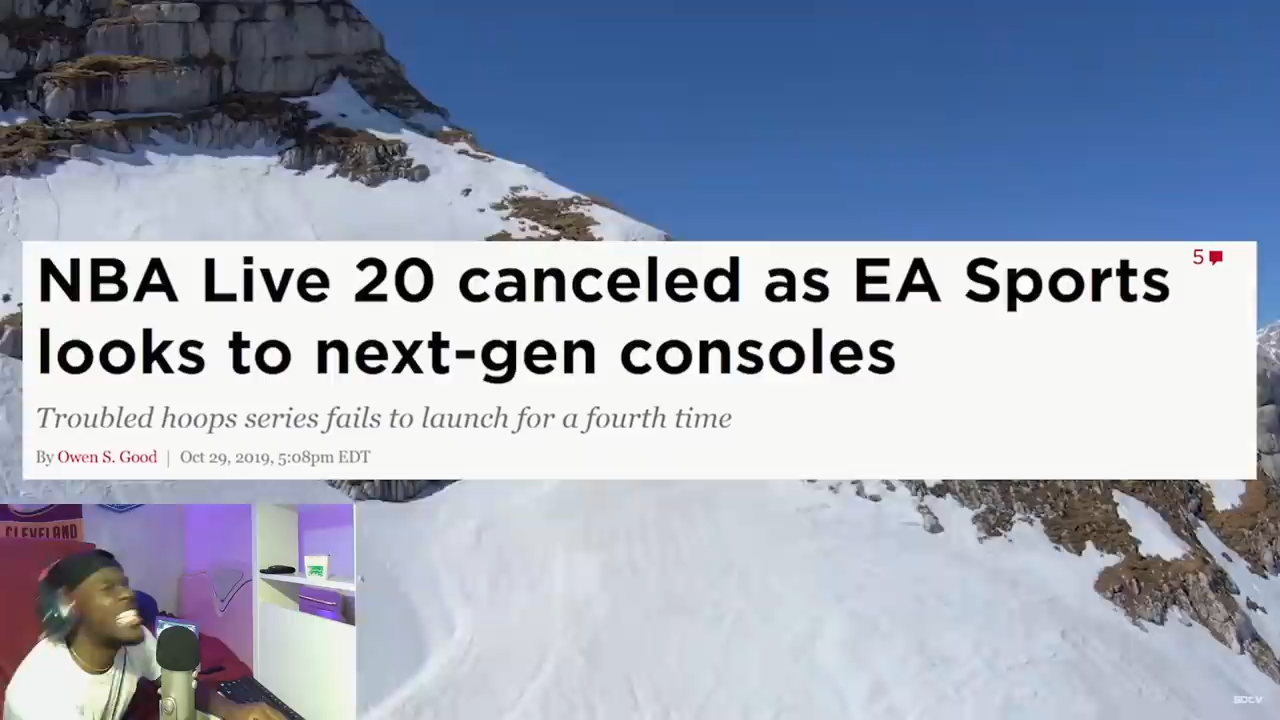 NBA Live 20 canceled as EA Sports
looks to next-gen consoles
5
Troubled hoops series fails to launch for a fourth time
By Owen S. Good | Oct 29, 2019, 5:08pm EDT
CLEVELAND